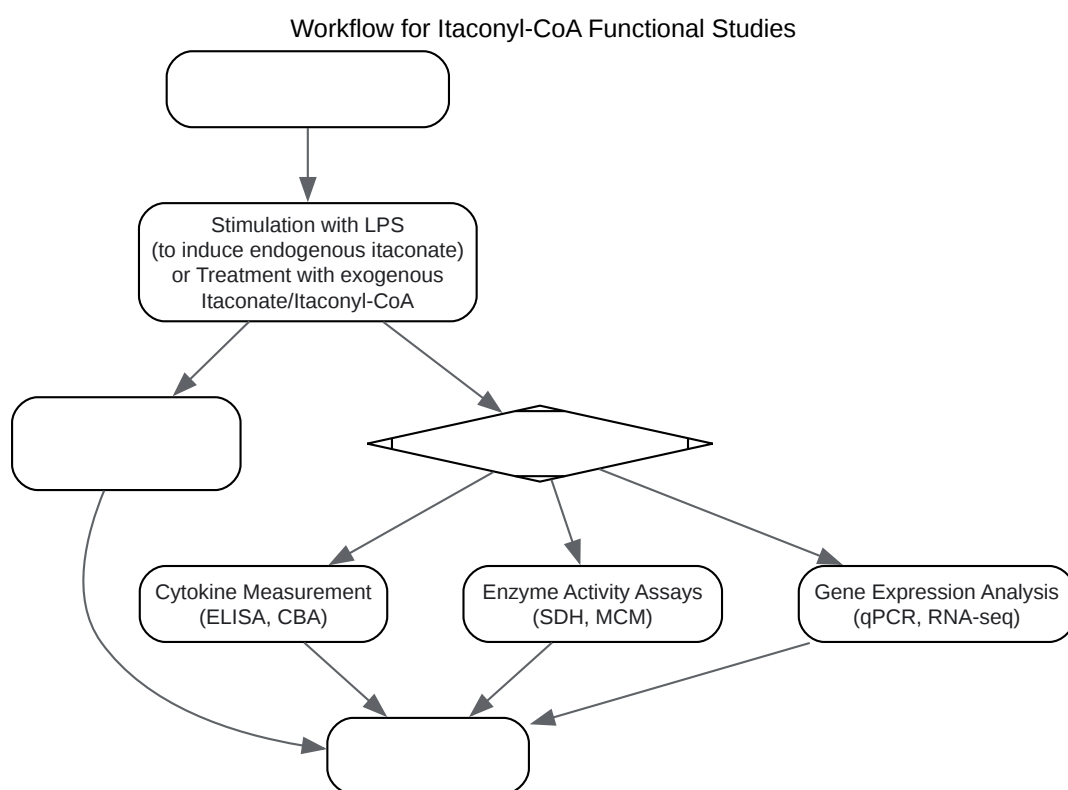 Workflow for Itaconyl-CoA Functional Studies
Stimulation with LPS
(to induce endogenous itaconate)
or Treatment with exogenous
Itaconate/Itaconyl-CoA
Cytokine Measurement
(ELISA, CBA)
Enzyme Activity Assays
(SDH, MCM)
Gene Expression Analysis
(qPCR, RNA-seq)